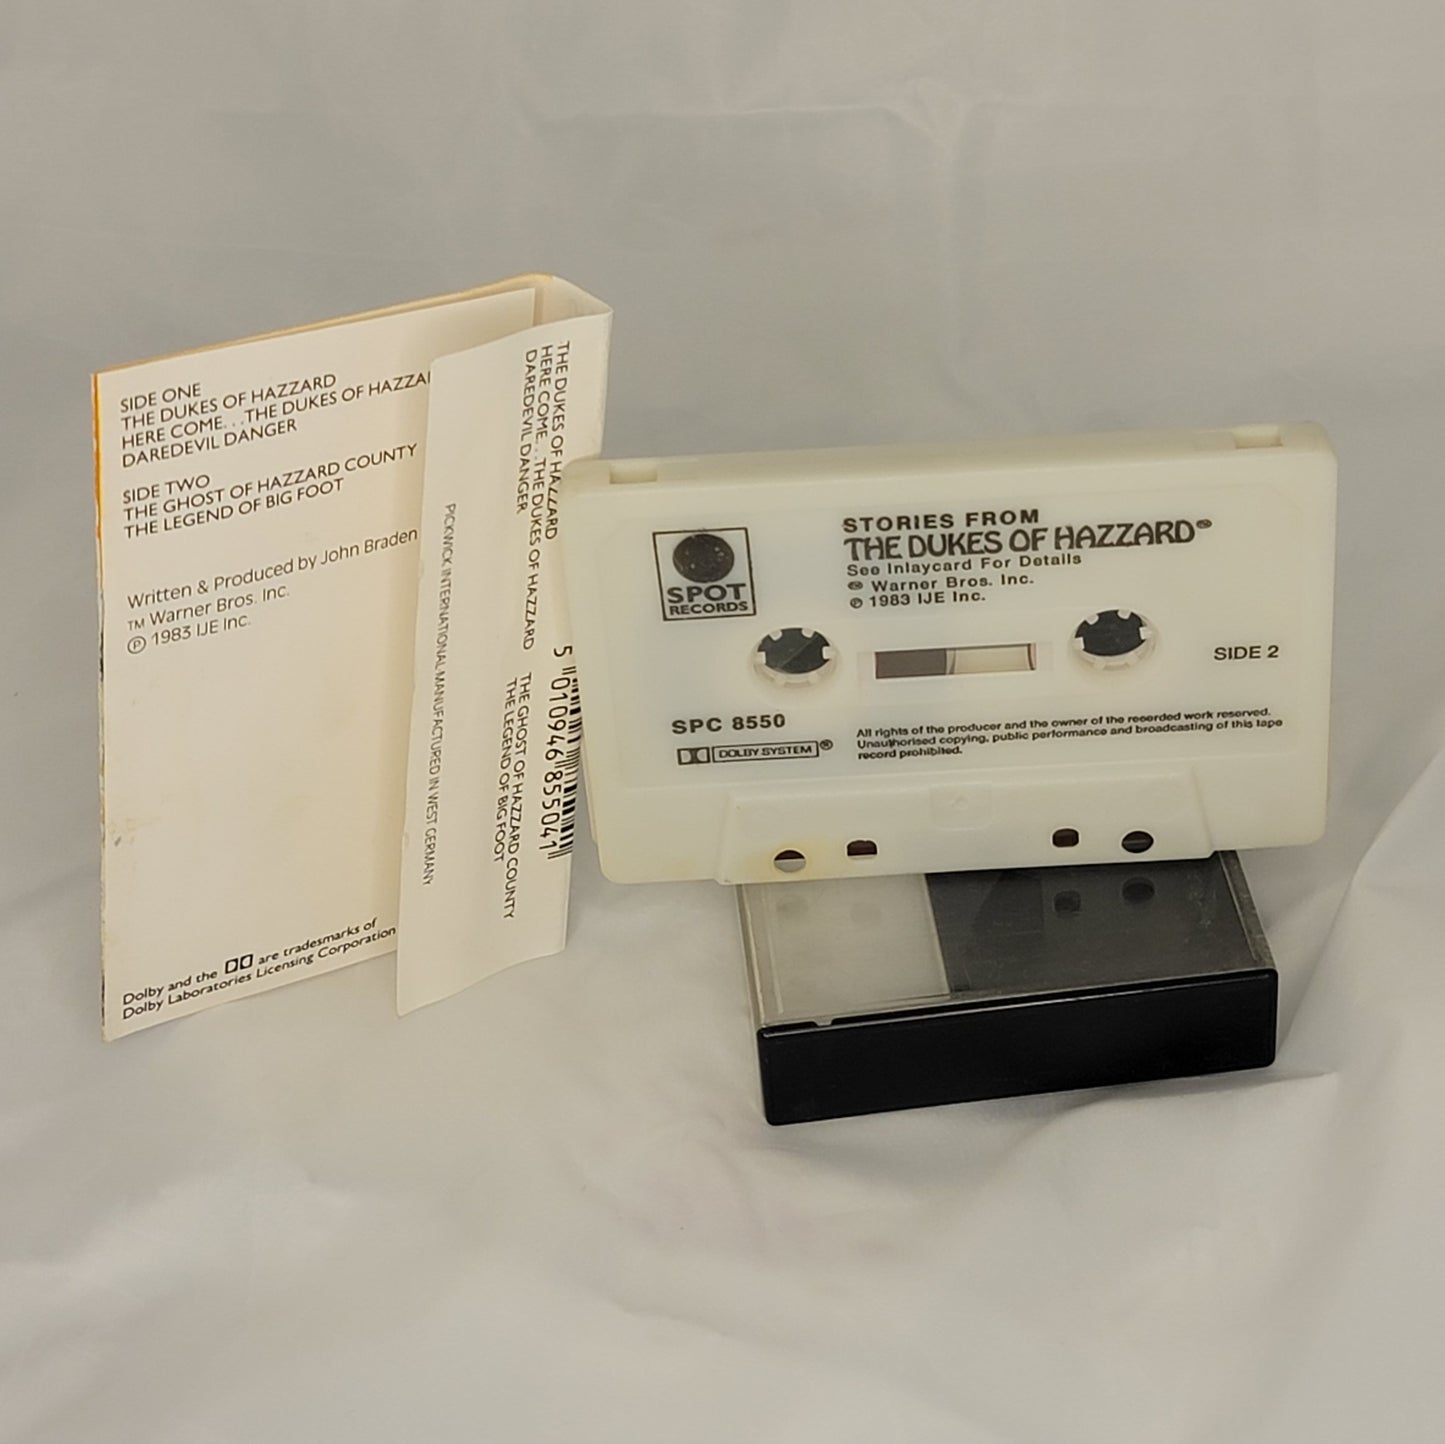 SIDE ONE
THE DUKES OF HAZZARD
HERE COME. . .THE DUKES OF HAZZA
DAREDEVIL DANGER
SIDE TWO
THE GHOST OF HAZZARD COUNTY
THE LEGEND OF BIG FOOT
Written & Produced by John Braden
TM Warner Bros. Inc.
℗ 1983 IJE Inc.
Dolby and the DD are tradesmarks of
Dolby Laboratories Licensing Corporation
PICKWICK INTERNATIONAL MANUFACTURED IN WEST GERMANY
THE DUKES OF HAZZARD
HERE COME. . .THE DUKES OF HAZZARD
DAREDEVIL DANGER
THE GHOST OF HAZZARD COUNTY
THE LEGEND OF BIG FOOT
5 010946 855041
SPOT
RECORDS
STORIES FROM
THE DUKES OF HAZZARD™
See Inlaycard For Details
™ Warner Bros. Inc.
℗ 1983 IJE Inc.
SIDE 2
SPC 8550
DOLBY SYSTEM®
All rights of the producer and the owner of the recorded work reserved.
Unauthorised copying, public performance and broadcasting of this tape
record prohibited.